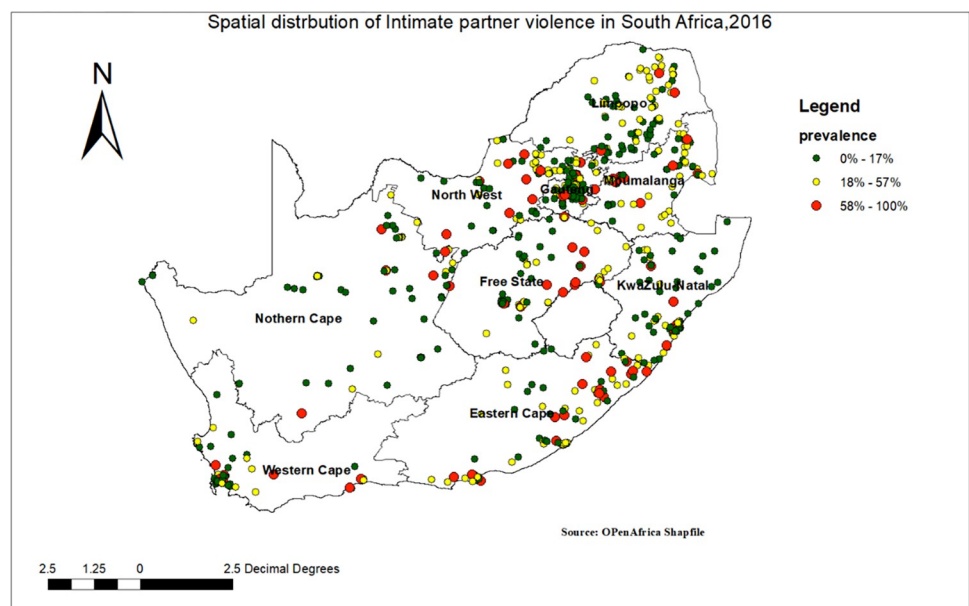 Spatial distrbution of Intimate partner violence in South Africa,2016
N
Limpopo
Legend
prevalence
0% - 17%
18% - 57%
58% - 100%
North West
Gauteng
Mpumalanga
Free State
KwaZulu Natal
Nothern Cape
Eastern Cape
Western Cape
Source: OPenAfrica Shapfile
2.5 1.25 0 2.5 Decimal Degrees